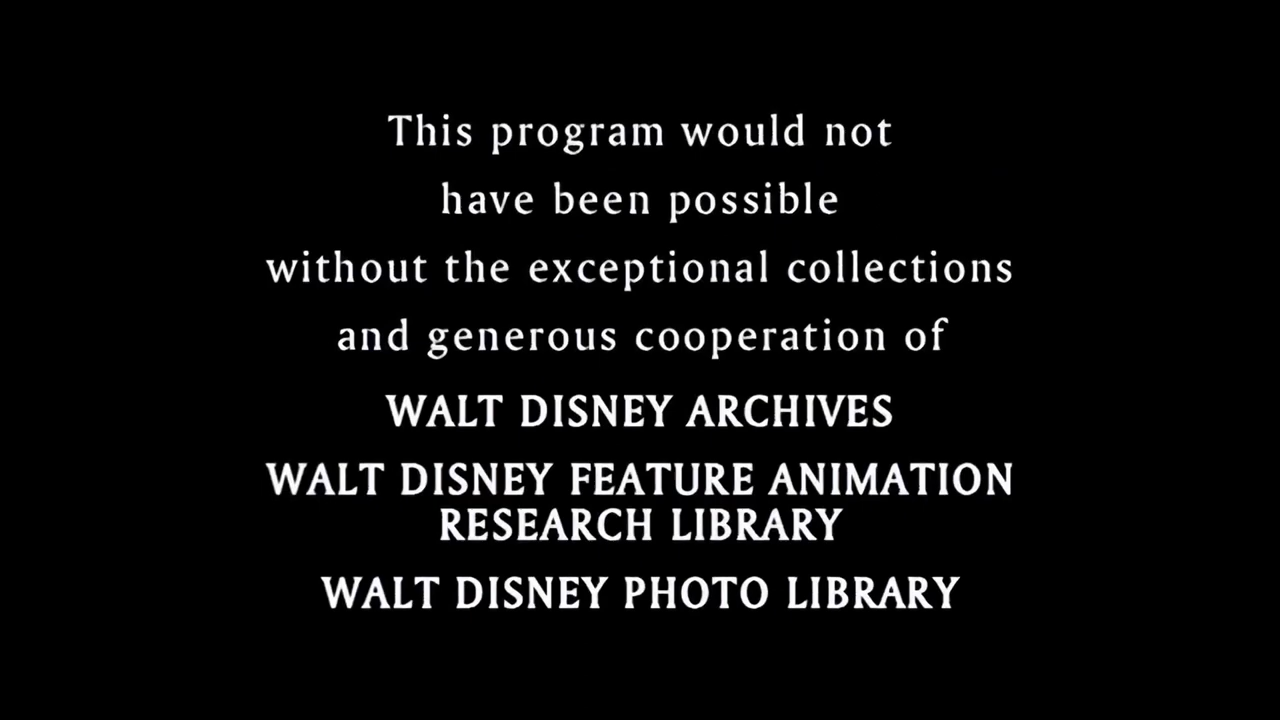 This program would not
have been possible
without the exceptional collections
and generous cooperation of
WALT DISNEY ARCHIVES
WALT DISNEY FEATURE ANIMATION
RESEARCH LIBRARY
WALT DISNEY PHOTO LIBRARY